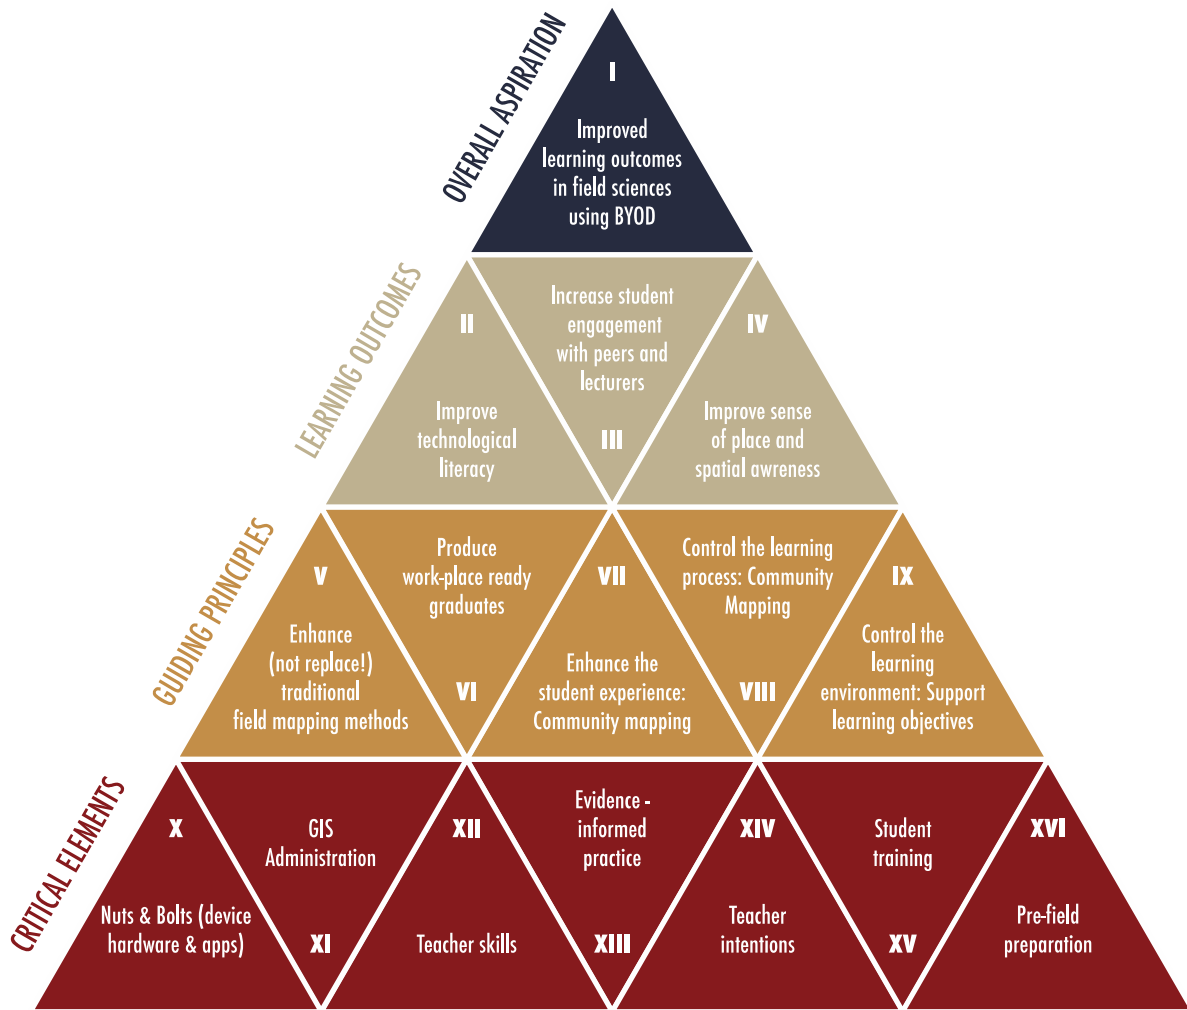 OVERALL ASPIRATION
I
Improved
learning outcomes
in field sciences
using BYOD
LEARNING OUTCOMES
II
Improve
technological
literacy
Increase student
engagement
with peers and
lecturers
III
IV
Improve sense
of place and
spatial awreness
GUIDING PRINCIPLES
V
Enhance
(not replace!)
traditional
field mapping methods
Produce
work-place ready
graduates
VI
VII
Enhance the
student experience:
Community mapping
Control the learning
process: Community
Mapping
VIII
IX
Control the
learning
environment: Support
learning objectives
CRITICAL ELEMENTS
X
Nuts & Bolts (device
hardware & apps)
GIS
Administration
XI
XII
Teacher skills
Evidence -
informed
practice
XIII
XIV
Teacher
intentions
Student
training
XV
XVI
Pre-field
preparation